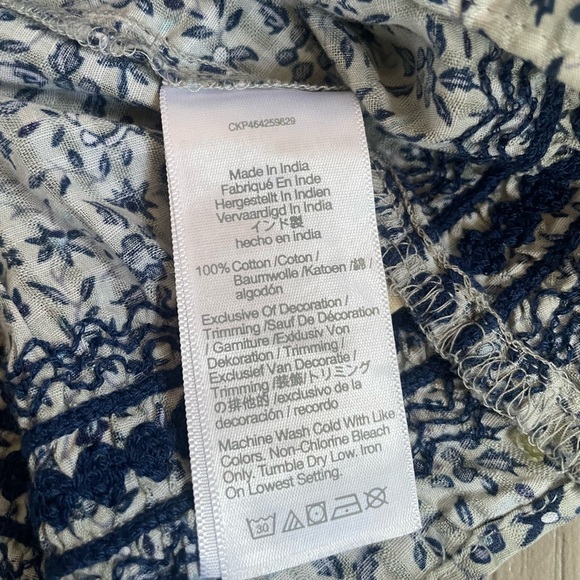 CKP464259629
Made In India
Fabriqué En Inde
Hergestellt In Indien
Vervaardigd In India
インド製
hecho en india
100% Cotton /Coton /
Baumwolle /Katoen /綿 /
algodón
Exclusive Of Decoration /
Trimming /Sauf De Décoration
/ Garniture /Exklusiv Von
Dekoration / Trimming /
Exclusief Van Decoratie /
Trimming /装飾/トリミング
の排他的 /exclusivo de la
decoración / recordo
Machine Wash Cold With Like
Colors. Non-Chlorine Bleach
Only. Tumble Dry Low. Iron
On Lowest Setting.
30